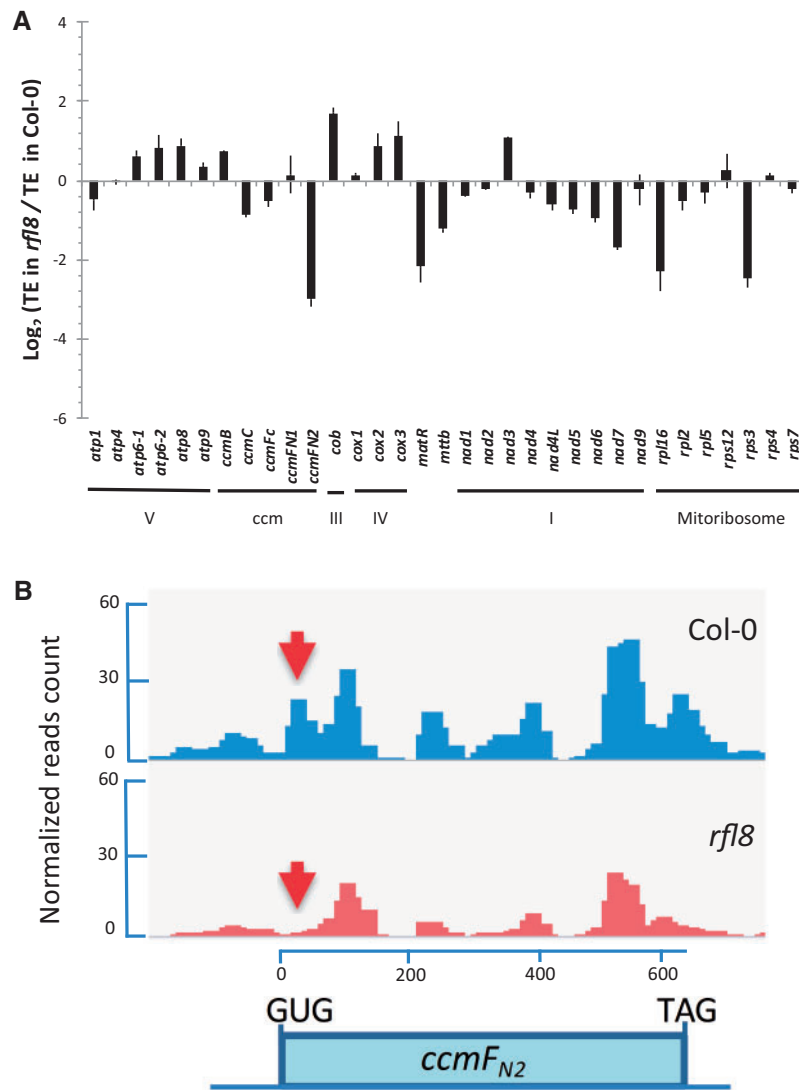 A
Log₂ (TE in rfl8 / TE in Col-0)
4
2
0
-2
-4
-6
atp1
atp4
atp6-1
atp6-2
atp8
atp9
ccmB
ccmC
ccmFc
ccmFN1
ccmFN2
cob
cox1
cox2
cox3
matR
mttb
nad1
nad2
nad3
nad4
nad4L
nad5
nad6
nad7
nad9
rpl16
rpl2
rpl5
rps12
rps3
rps4
rps7
V ccm III IV I Mitoribosome
B
Normalized reads count
60
30
0
Col-0
60
30
0
rfl8
0 200 400 600
GUG TAG
ccmF_N2